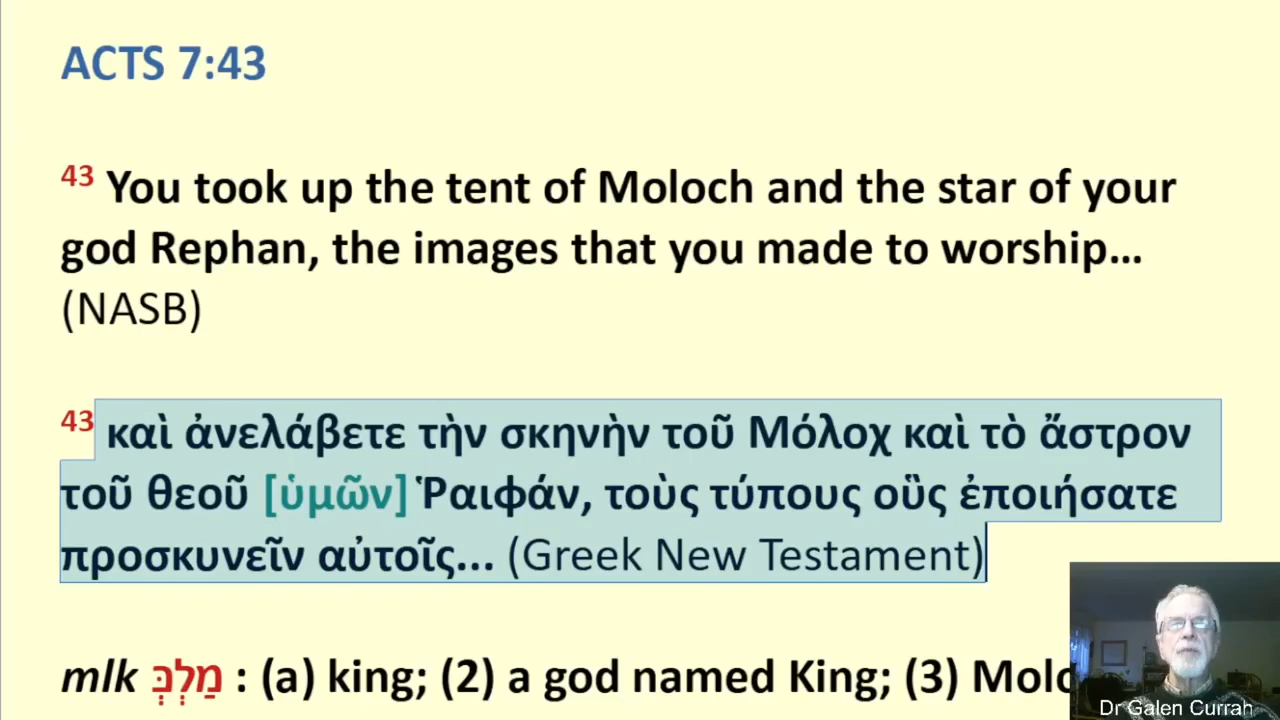 ACTS 7:43
43 You took up the tent of Moloch and the star of your
god Rephan, the images that you made to worship...
(NASB)
43 καὶ ἀνελάβετε τὴν σκηνὴν τοῦ Μόλοχ καὶ τὸ ἄστρον
τοῦ θεοῦ [ὑμῶν] Ῥαιφάν, τοὺς τύπους οὓς ἐποιήσατε
προσκυνεῖν αὐτοῖς... (Greek New Testament)
mlk מַלְכְּ : (a) king; (2) a god named King; (3)
Dr Galen Currah